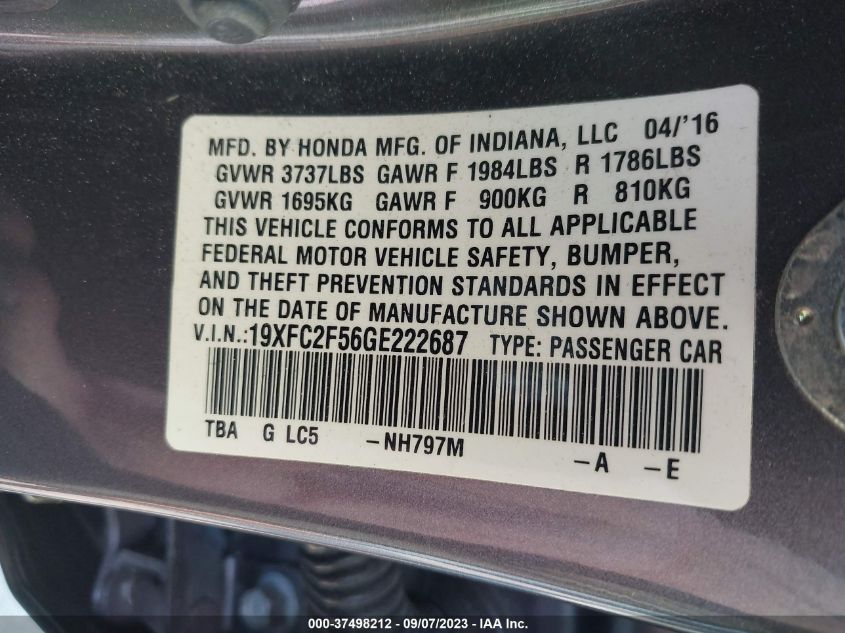 MFD. BY HONDA MFG. OF INDIANA, LLC 04/'16
GVWR 3737LBS GAWR F 1984LBS R 1786LBS
GVWR 1695KG GAWR F 900KG R 810KG
THIS VEHICLE CONFORMS TO ALL APPLICABLE
FEDERAL MOTOR VEHICLE SAFETY, BUMPER,
AND THEFT PREVENTION STANDARDS IN EFFECT
ON THE DATE OF MANUFACTURE SHOWN ABOVE.
V.I.N.:19XFC2F56GE222687 TYPE: PASSENGER CAR
TBA G LC5 -NH797M
-A -E
000-37498212 - 09/07/2023 - IAA Inc.